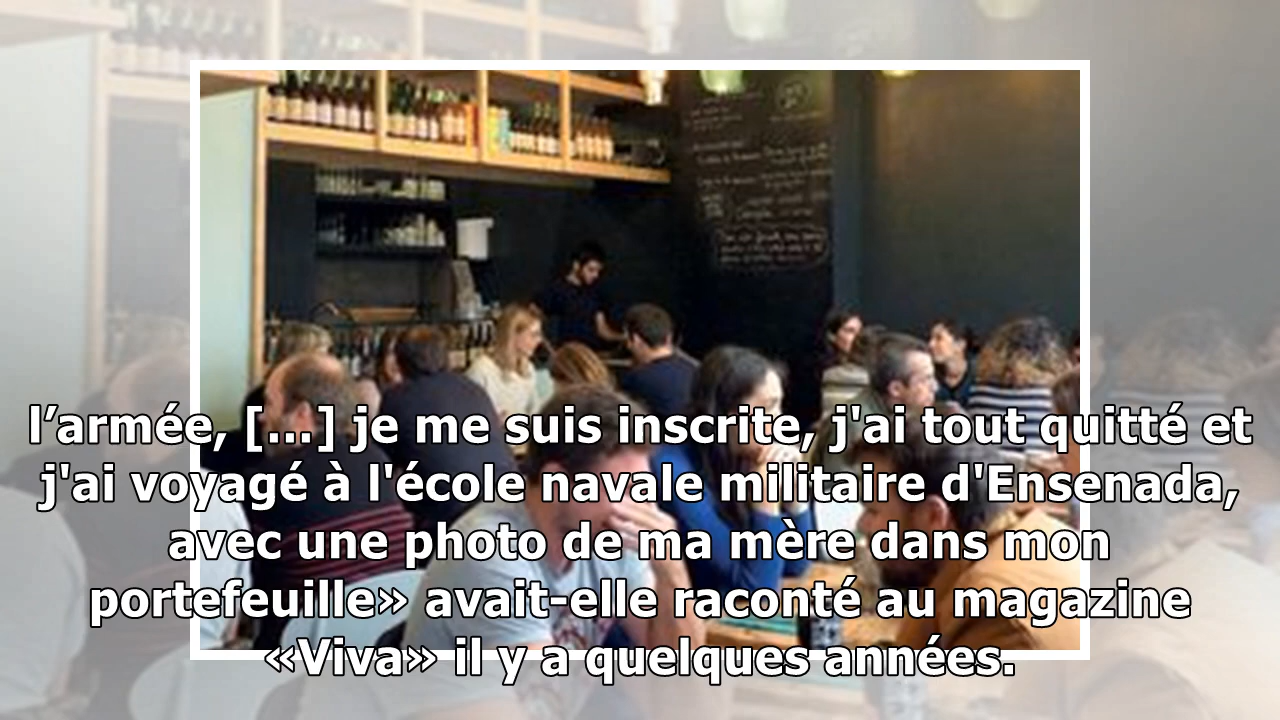 l’armée, [...] je me suis inscrite, j'ai tout quitté et
j'ai voyagé à l'école navale militaire d'Ensenada,
avec une photo de ma mère dans mon
portefeuille» avait-elle raconté au magazine
«Viva» il y a quelques années.